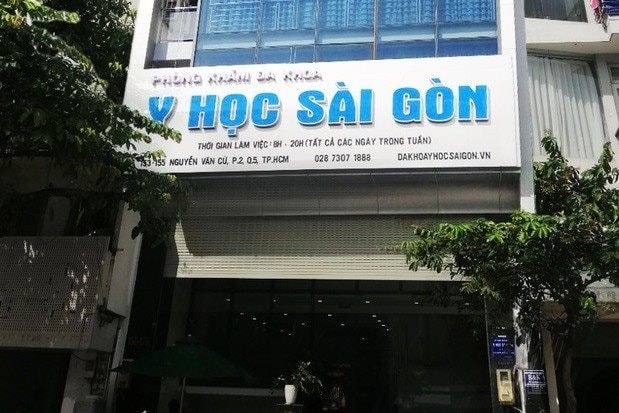 PHÒNG KHÁM ĐA KHOA
Y HỌC SÀI GÒN
THỜI GIAN LÀM VIỆC: 8H - 20H (TẤT CẢ CÁC NGÀY TRONG TUẦN)
153-155 NGUYỄN VĂN CỪ, P.2, Q.5, TP.HCM 028 7307 1888 DAKHOAYHOCSAIGON.VN